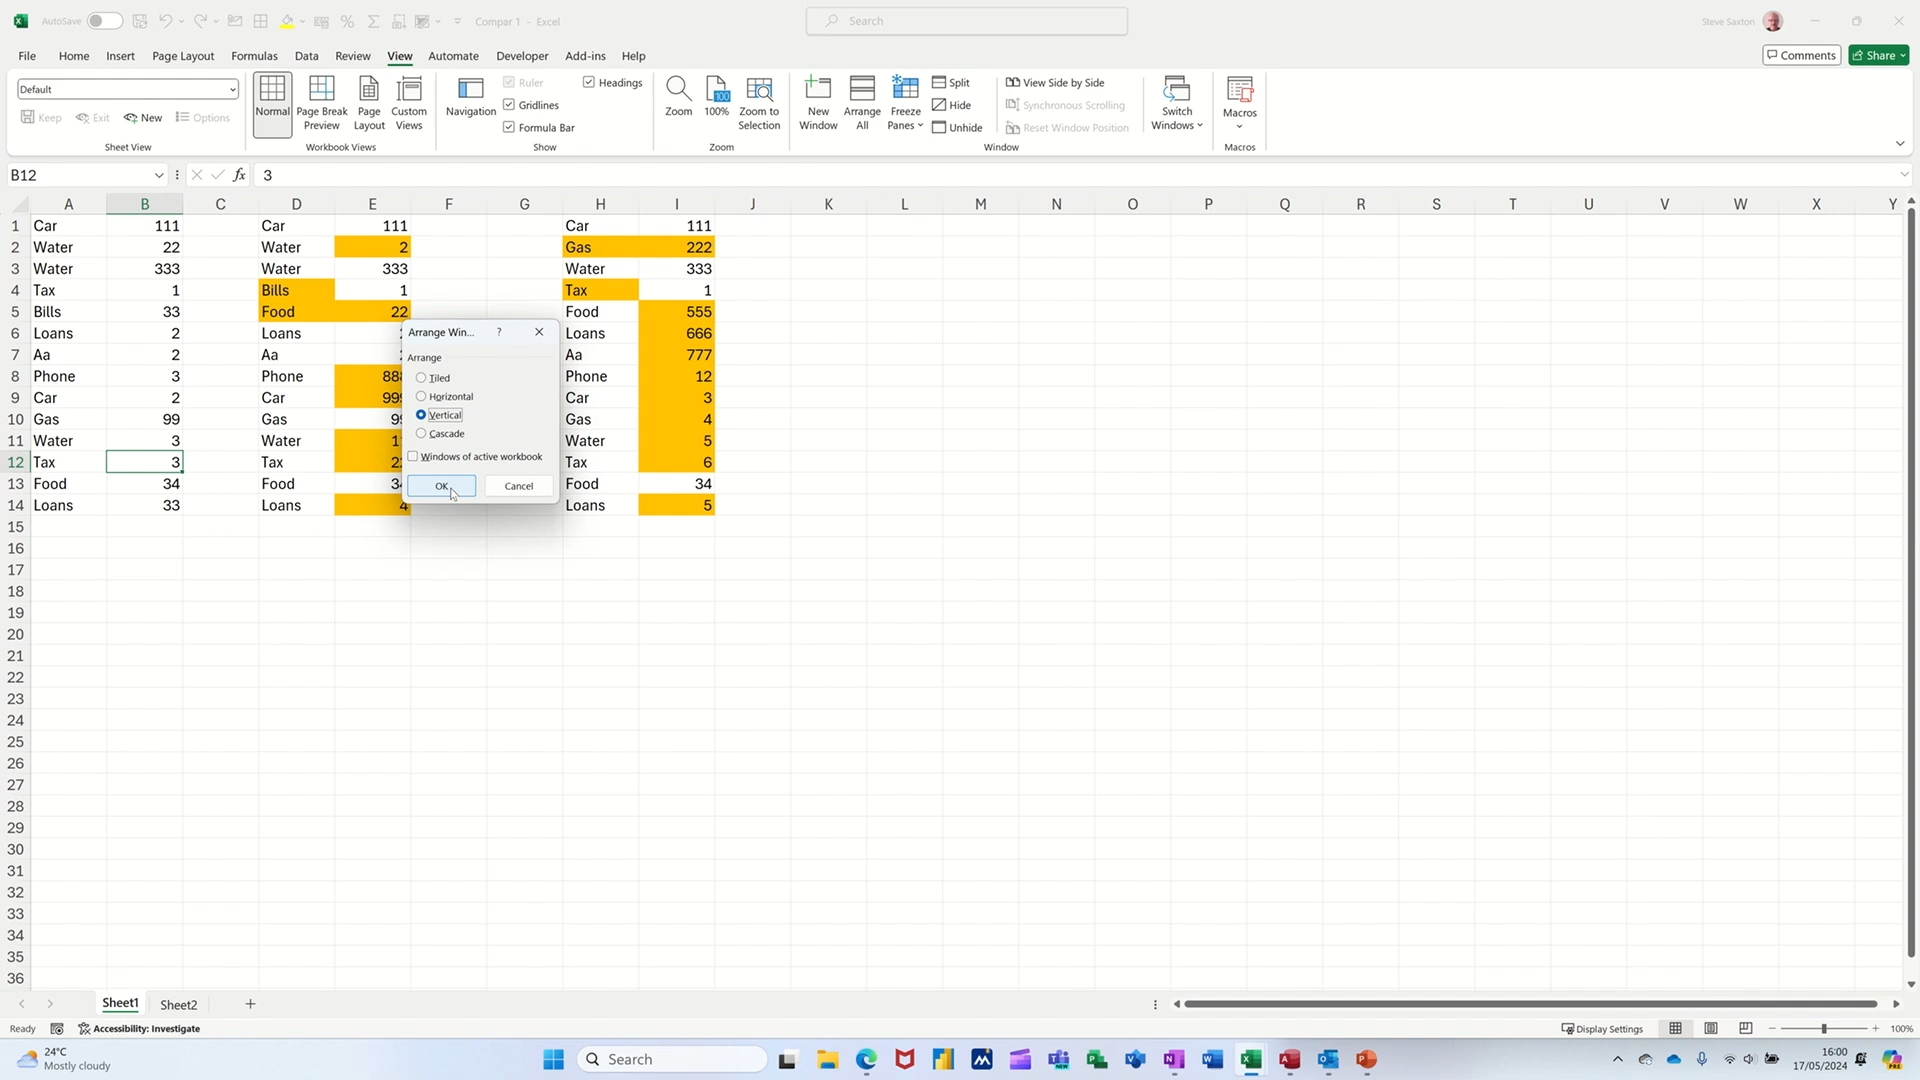 AutoSave Compar 1 - Excel Search Steve Saxton
File Home Insert Page Layout Formulas Data Review View Automate Developer Add-ins Help Comments Share
Default
Keep Exit New Options
Sheet View
Normal Page Break Preview Page Layout Custom Views
Workbook Views
Navigation
Ruler Headings
Gridlines
Formula Bar
Show
Zoom 100 100% Zoom to Selection
Zoom
New Window Arrange All Freeze Panes
Split
Hide
Unhide
View Side by Side
Synchronous Scrolling
Reset Window Position
Window
Switch Windows
Macros
Macros
B12 fx 3
A B C D E F G H I J K L M N O P Q R S T U V W X Y
1 Car 111 Car 111 Car 111
2 Water 22 Water 2 Gas 222
3 Water 333 Water 333 Water 333
4 Tax 1 Bills 1 Tax 1
5 Bills 33 Food 22 Food 555
6 Loans 2 Loans Loans 666
7 Aa 2 Aa Aa 777
8 Phone 3 Phone Phone 12
9 Car 2 Car Car 3
10 Gas 99 Gas Gas 4
11 Water 3 Water Water 5
12 Tax 3 Tax Tax 6
13 Food 34 Food Food 34
14 Loans 33 Loans 4 Loans 5
15
16
17
18
19
20
21
22
23
24
25
26
27
28
29
30
31
32
33
34
35
36
Arrange Win... ?
Arrange
Tiled
Horizontal
Vertical
Cascade
Windows of active workbook
OK Cancel
Sheet1 Sheet2
Ready Accessibility: Investigate Display Settings 100%
24°C
Mostly cloudy
Search
16:00
17/05/2024